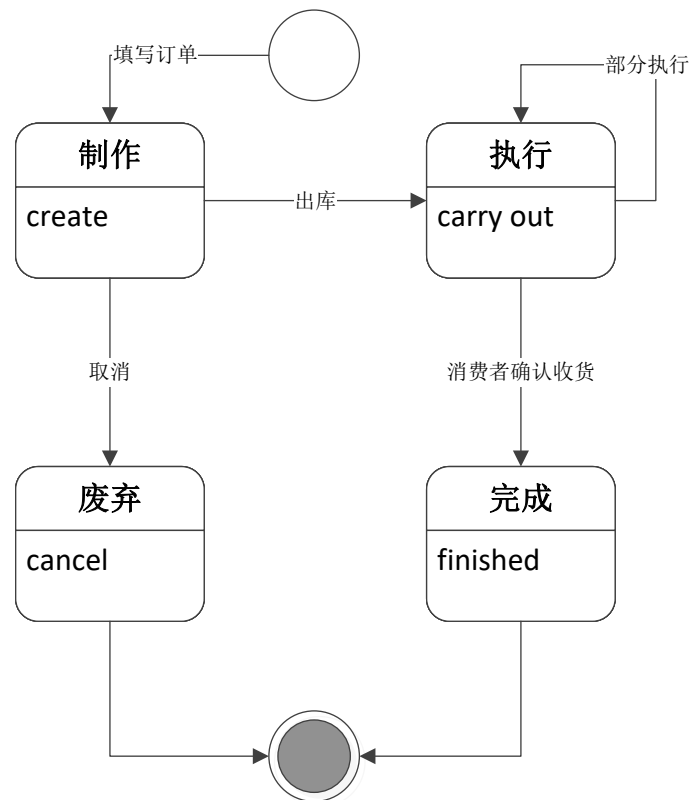 填写订单
部分执行
制作
create
执行
carry out
出库
取消
消费者确认收货
废弃
cancel
完成
finished